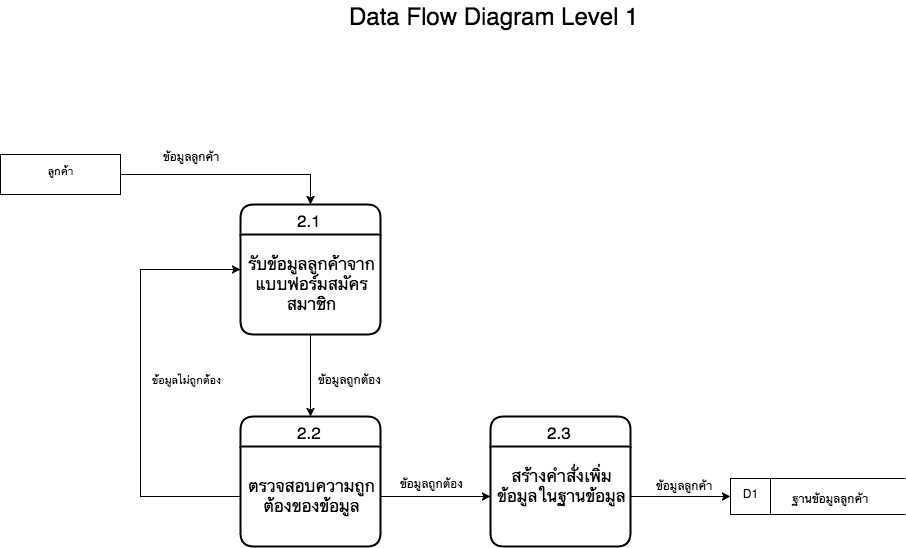 Data Flow Diagram Level 1
ข้อมูลลูกค้า
ลูกค้า
2.1
รับข้อมูลลูกค้าจาก
แบบฟอร์มสมัคร
สมาชิก
ข้อมูลไม่ถูกต้อง
ข้อมูลถูกต้อง
2.2
ตรวจสอบความถูก
ต้องของข้อมูล
ข้อมูลถูกต้อง
2.3
สร้างคำสั่งเพิ่ม
ข้อมูลในฐานข้อมูล
ข้อมูลลูกค้า
D1
ฐานข้อมูลลูกค้า